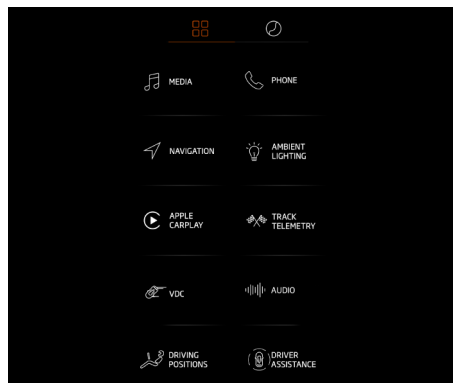 MEDIA
PHONE
NAVIGATION
AMBIENT
LIGHTING
APPLE
CARPLAY
TRACK
TELEMETRY
VDC
AUDIO
DRIVING
POSITIONS
DRIVER
ASSISTANCE